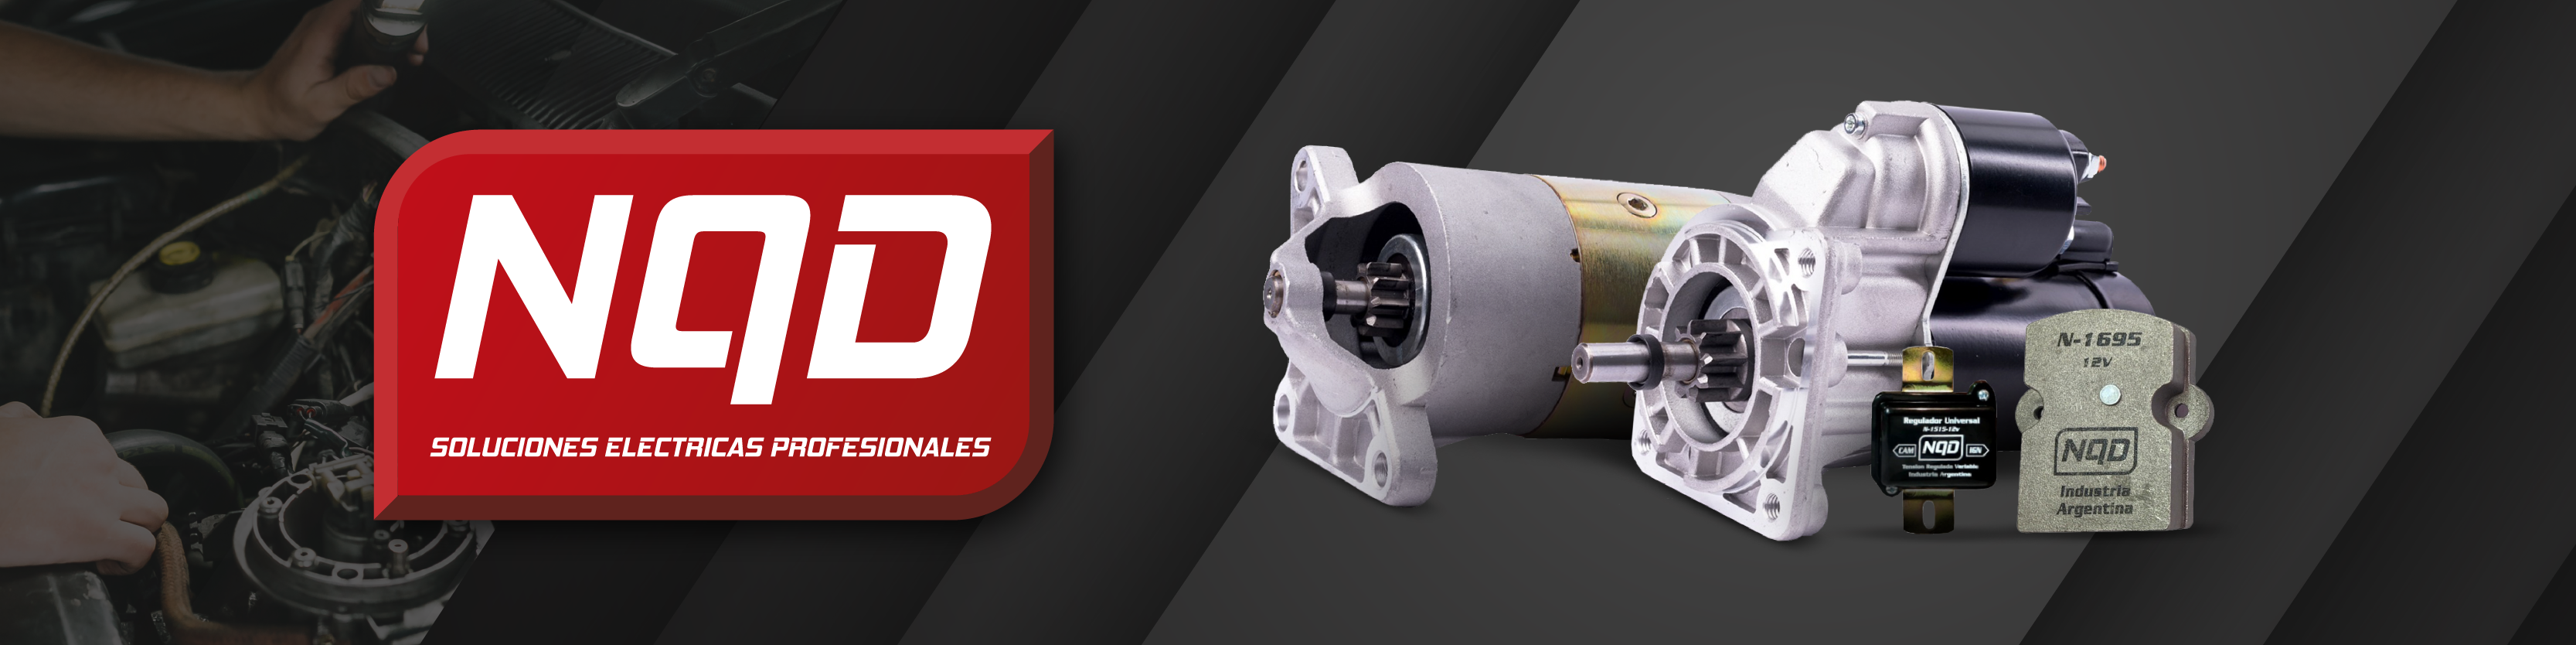 NQD
SOLUCIONES ELECTRICAS PROFESIONALES
Regulador Universal
N-1515-12v
CAM NQD IGN
Tension Regulada Variable
Industria Argentina
N-1695
12V
NQD
Industria
Argentina